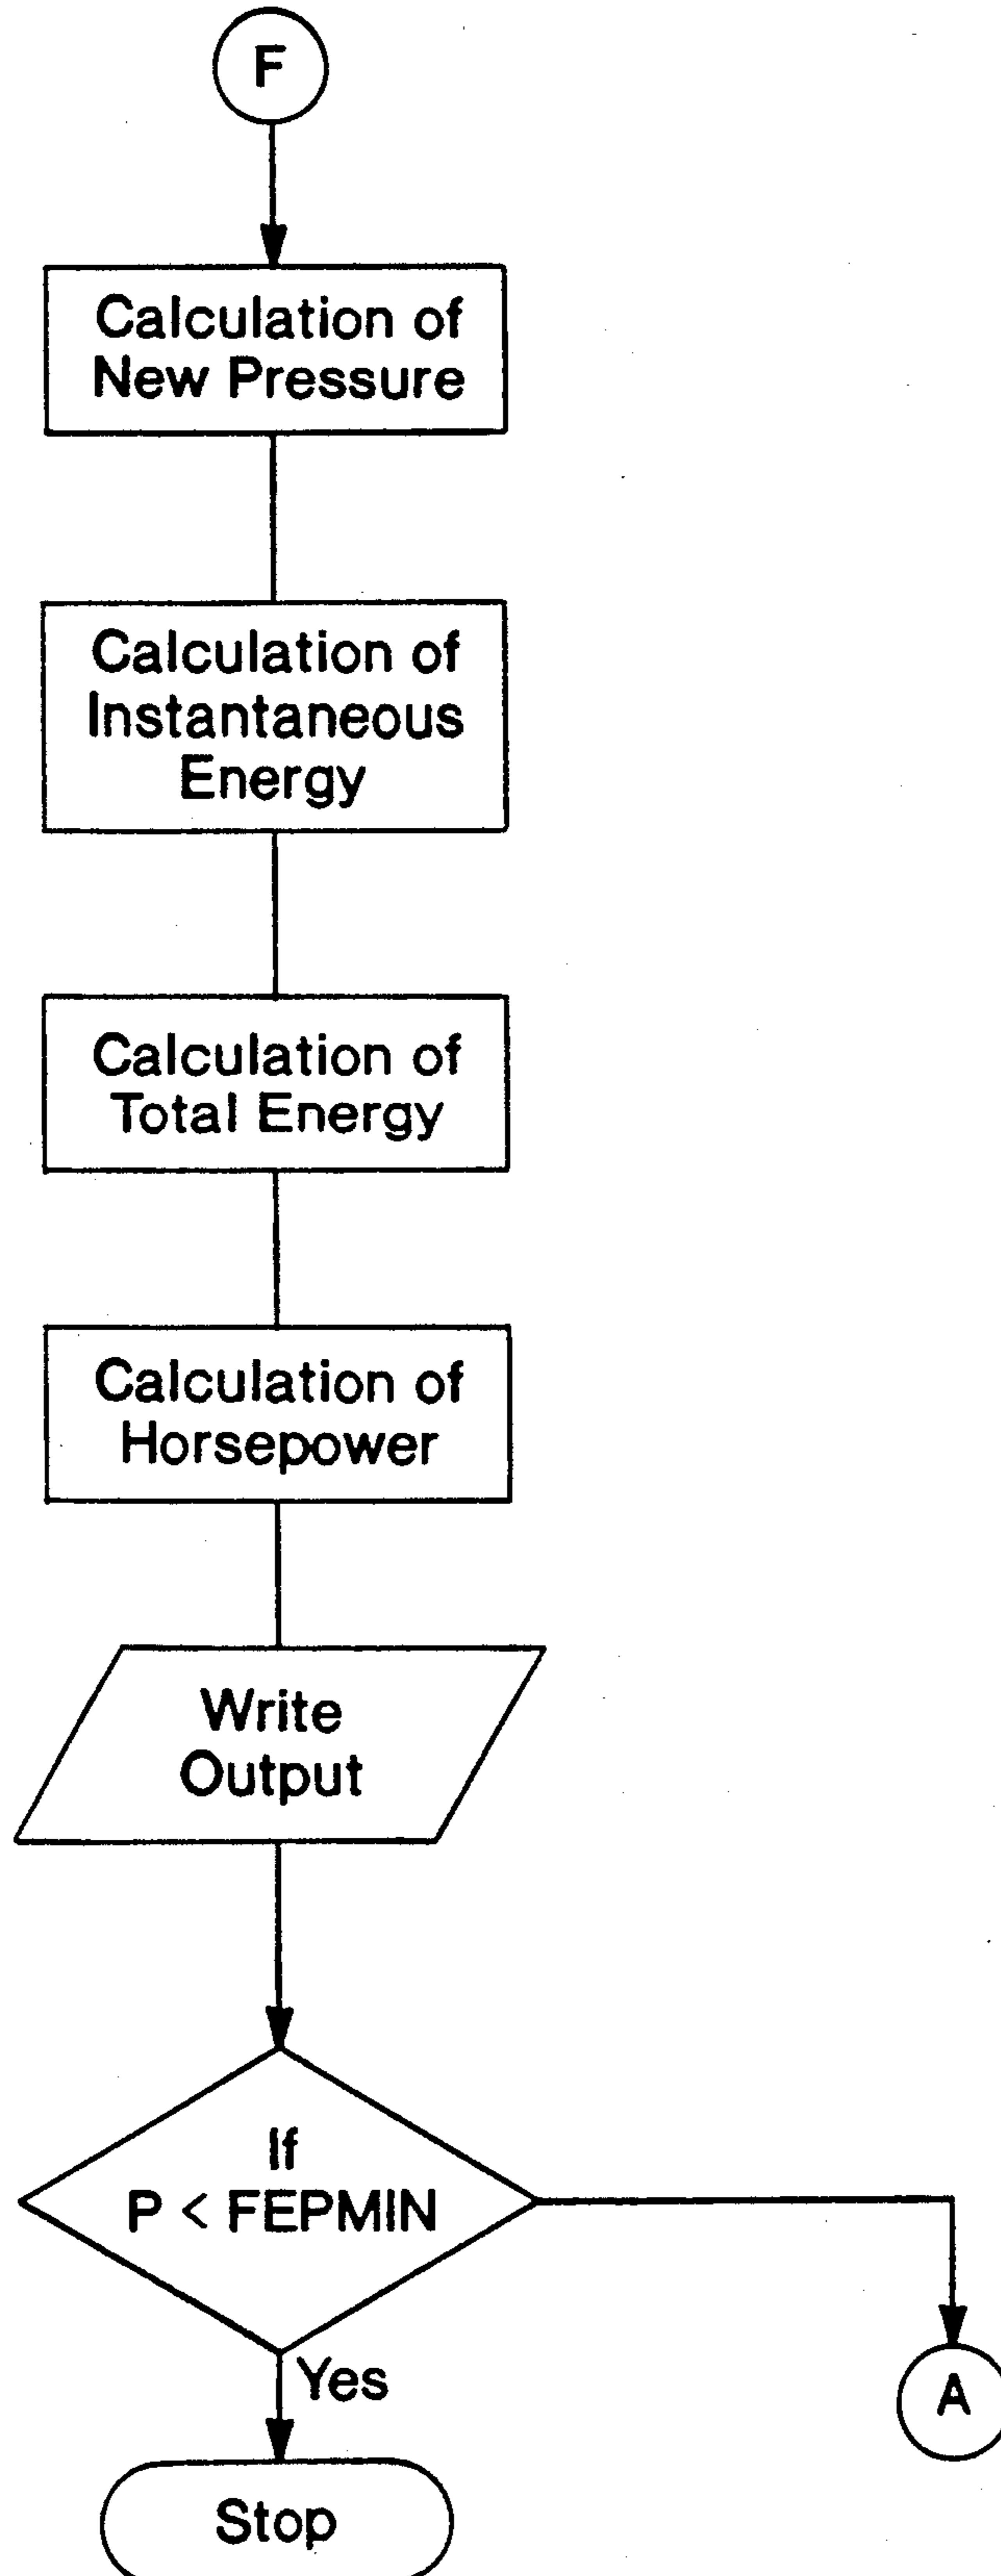 F
Calculation of
New Pressure
Calculation of
Instantaneous
Energy
Calculation of
Total Energy
Calculation of
Horsepower
Write
Output
If
P < FEPMIN
Yes
A
Stop